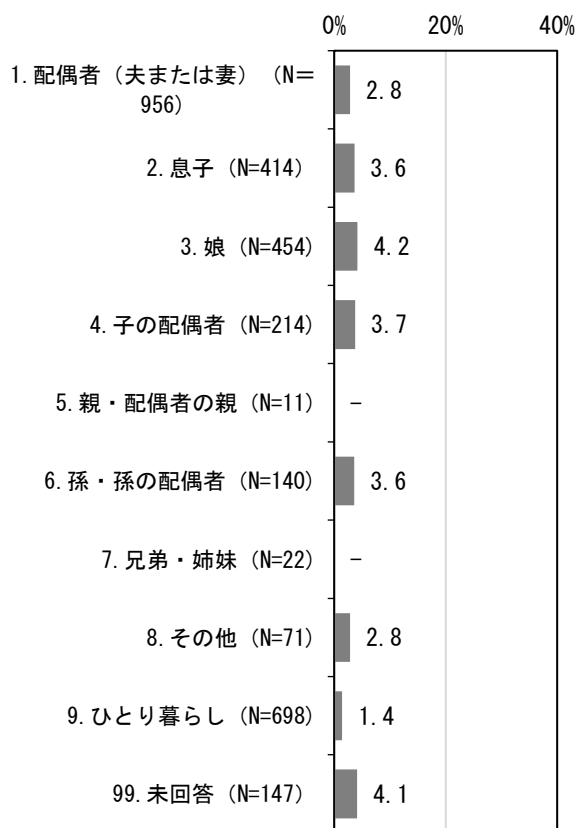 0% 20% 40%
1. 配偶者（夫または妻）（N＝
956) 2.8
2. 息子（N=414） 3.6
3. 娘（N=454) 4.2
4. 子の配偶者（N=214) 3.7
5. 親・配偶者の親（N=11) –
6. 孫・孫の配偶者（N=140) 3.6
7. 兄弟・姉妹（N=22) –
8. その他（N=71) 2.8
9. ひとり暮らし（N=698) 1.4
99. 未回答（N=147) 4.1